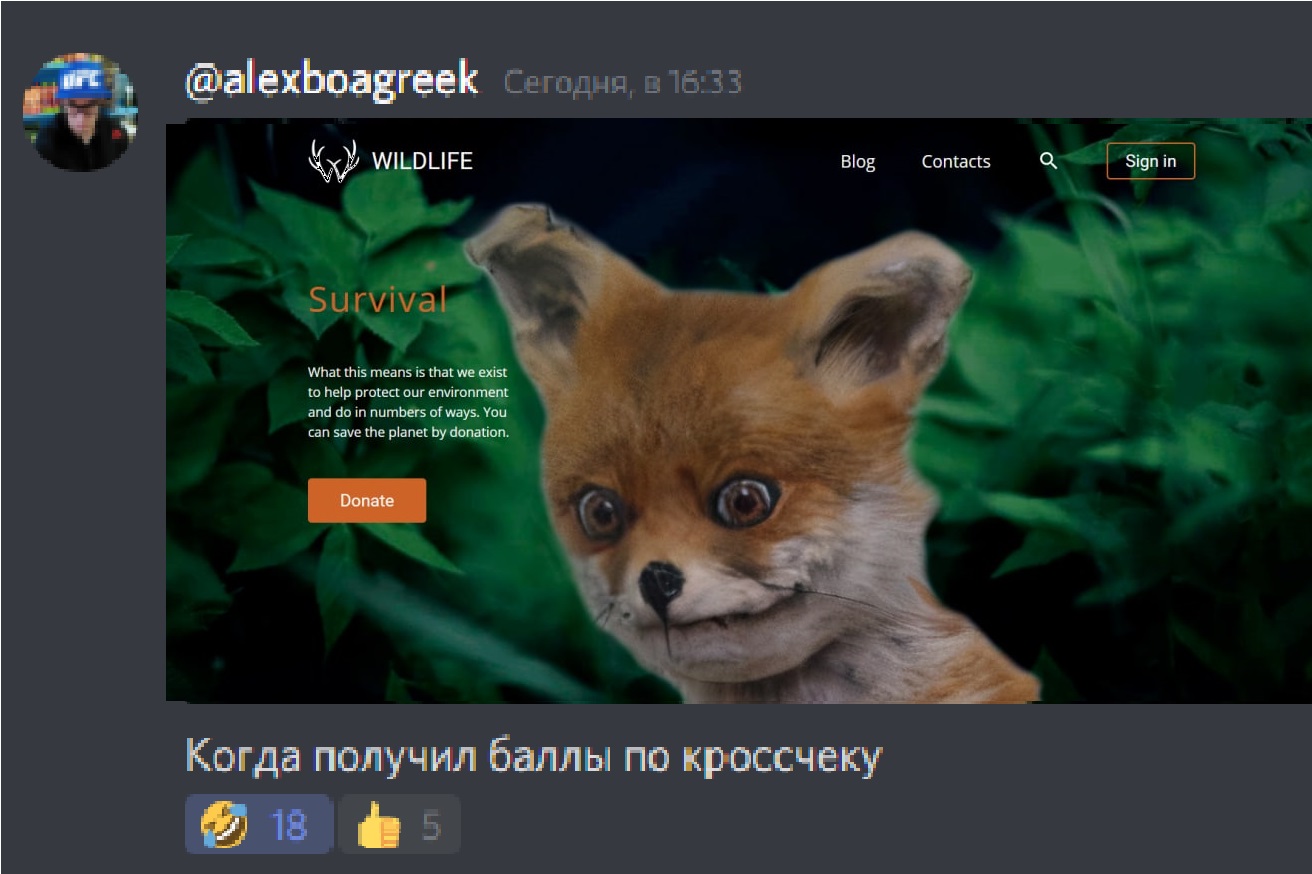 UFC
@alexboagreek Сегодня, в 16:33
WILDLIFE Blog Contacts Sign in
Survival
What this means is that we exist
to help protect our environment
and do in numbers of ways. You
can save the planet by donation.
Donate
Когда получил баллы по кроссчеку
18 5